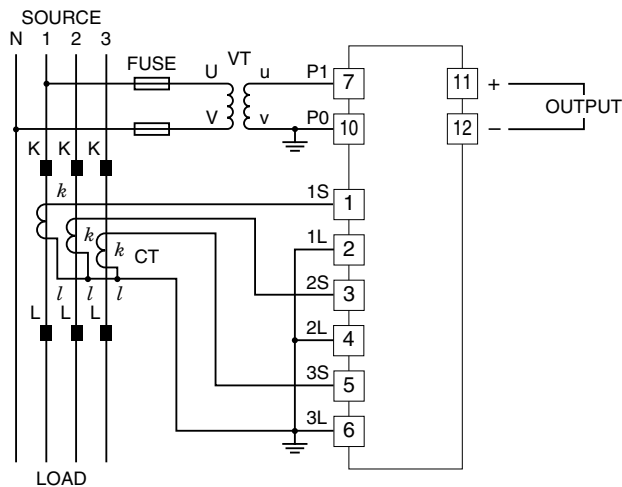 SOURCE
N 1 2 3
FUSE
VT
U u P1 7 11 +
OUTPUT
V v P0 10 12 −
K K K
k 1S 1
k
k CT
1L 2
l l l
2S 3
L L L
2L 4
3S 5
3L 6
LOAD